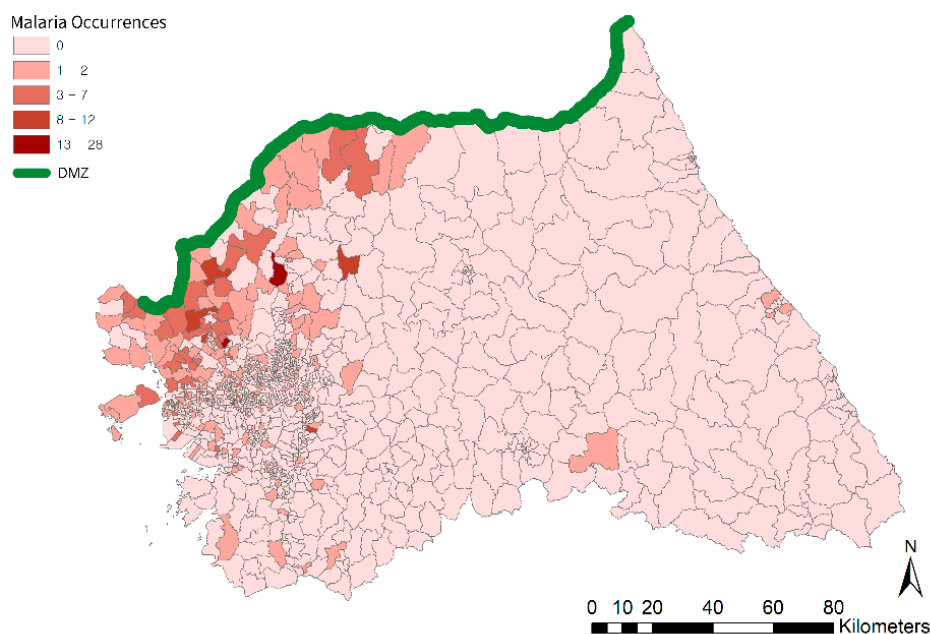 Malaria Occurrences
0
1 - 2
3 - 7
8 - 12
13 - 28
DMZ
N
0 10 20 40 60 80
Kilometers